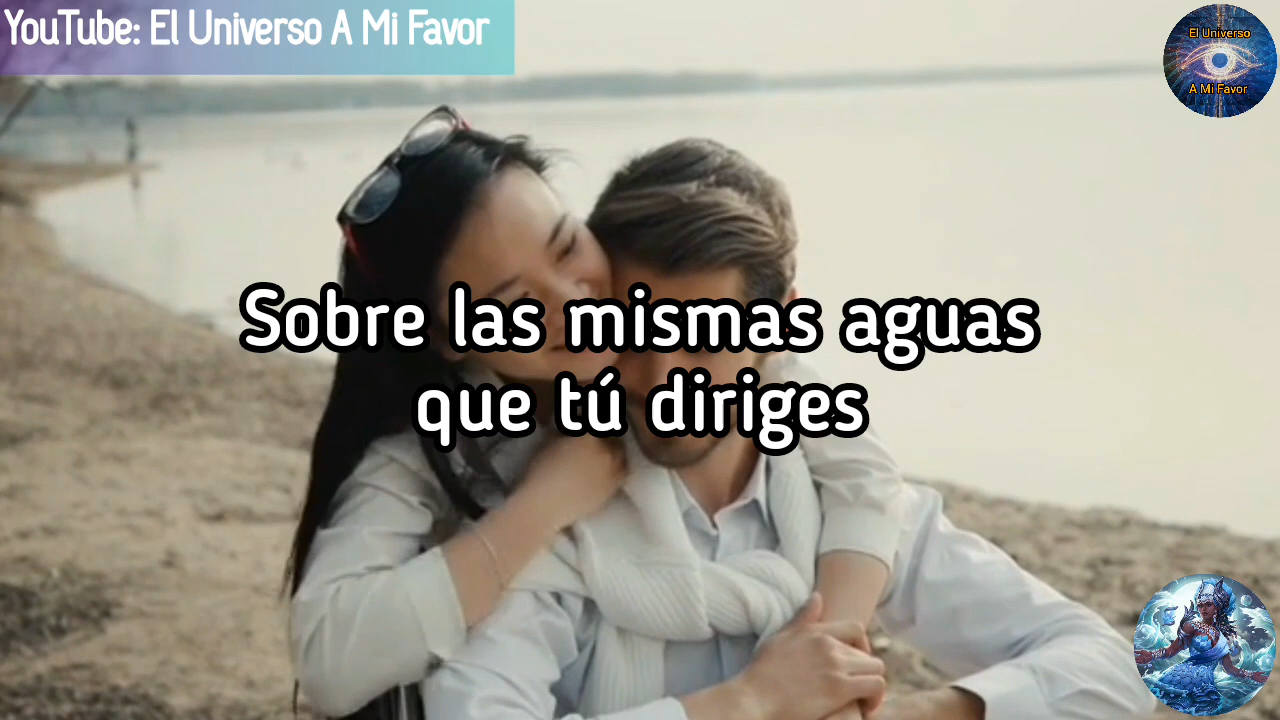 YouTube: El Universo A Mi Favor
El Universo
A Mi Favor
Sobre las mismas aguas
que tú diriges